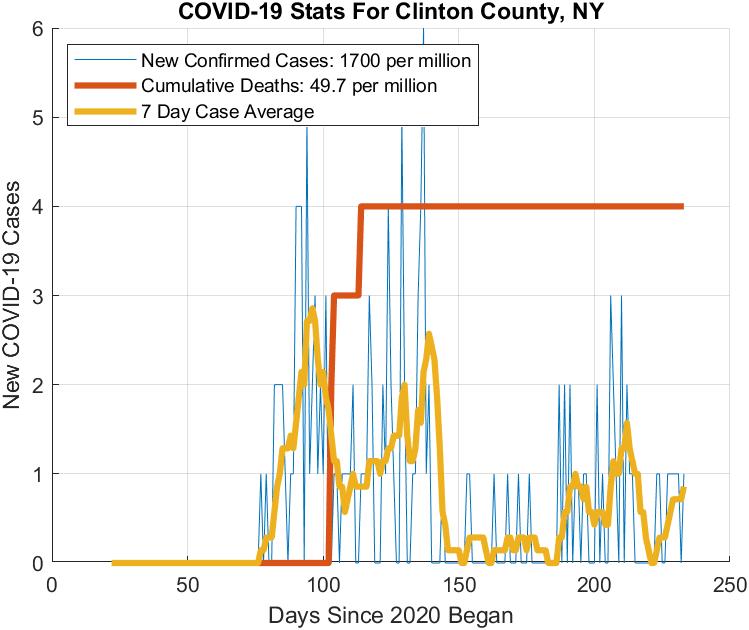 COVID-19 Stats For Clinton County, NY
New Confirmed Cases: 1700 per million
Cumulative Deaths: 49.7 per million
7 Day Case Average
New COVID-19 Cases
6
5
4
3
2
1
0
0 50 100 150 200 250
Days Since 2020 Began